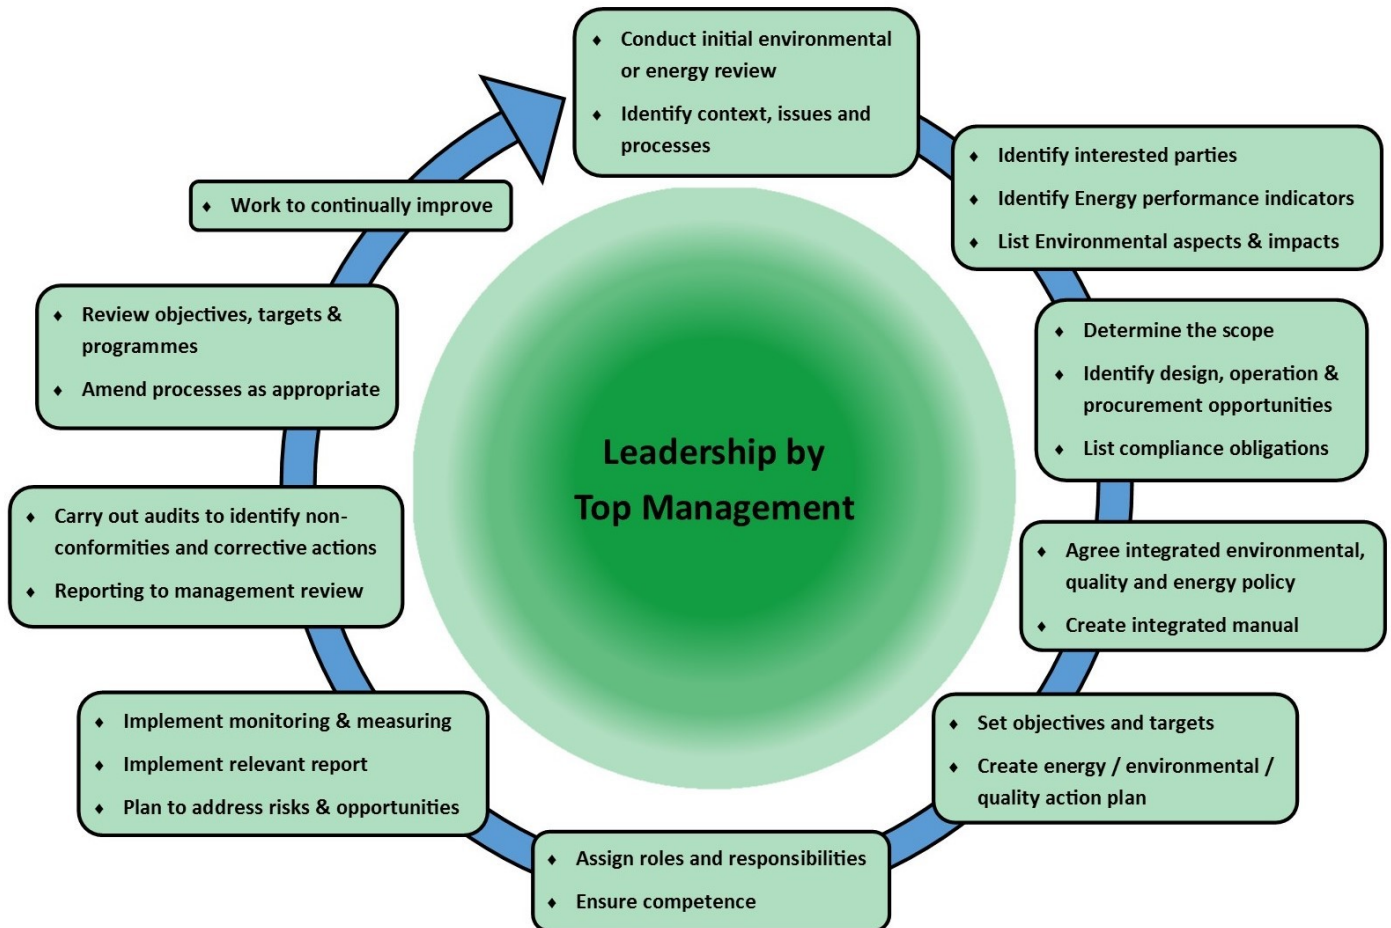 ♦ Conduct initial environmental
or energy review
♦ Identify context, issues and
processes
♦ Identify interested parties
♦ Identify Energy performance indicators
♦ List Environmental aspects & impacts
♦ Determine the scope
♦ Identify design, operation &
procurement opportunities
♦ List compliance obligations
♦ Agree integrated environmental,
quality and energy policy
♦ Create integrated manual
♦ Set objectives and targets
♦ Create energy / environmental /
quality action plan
♦ Assign roles and responsibilities
♦ Ensure competence
♦ Implement monitoring & measuring
♦ Implement relevant report
♦ Plan to address risks & opportunities
♦ Carry out audits to identify non-
conformities and corrective actions
♦ Reporting to management review
♦ Review objectives, targets &
programmes
♦ Amend processes as appropriate
♦ Work to continually improve
Leadership by
Top Management